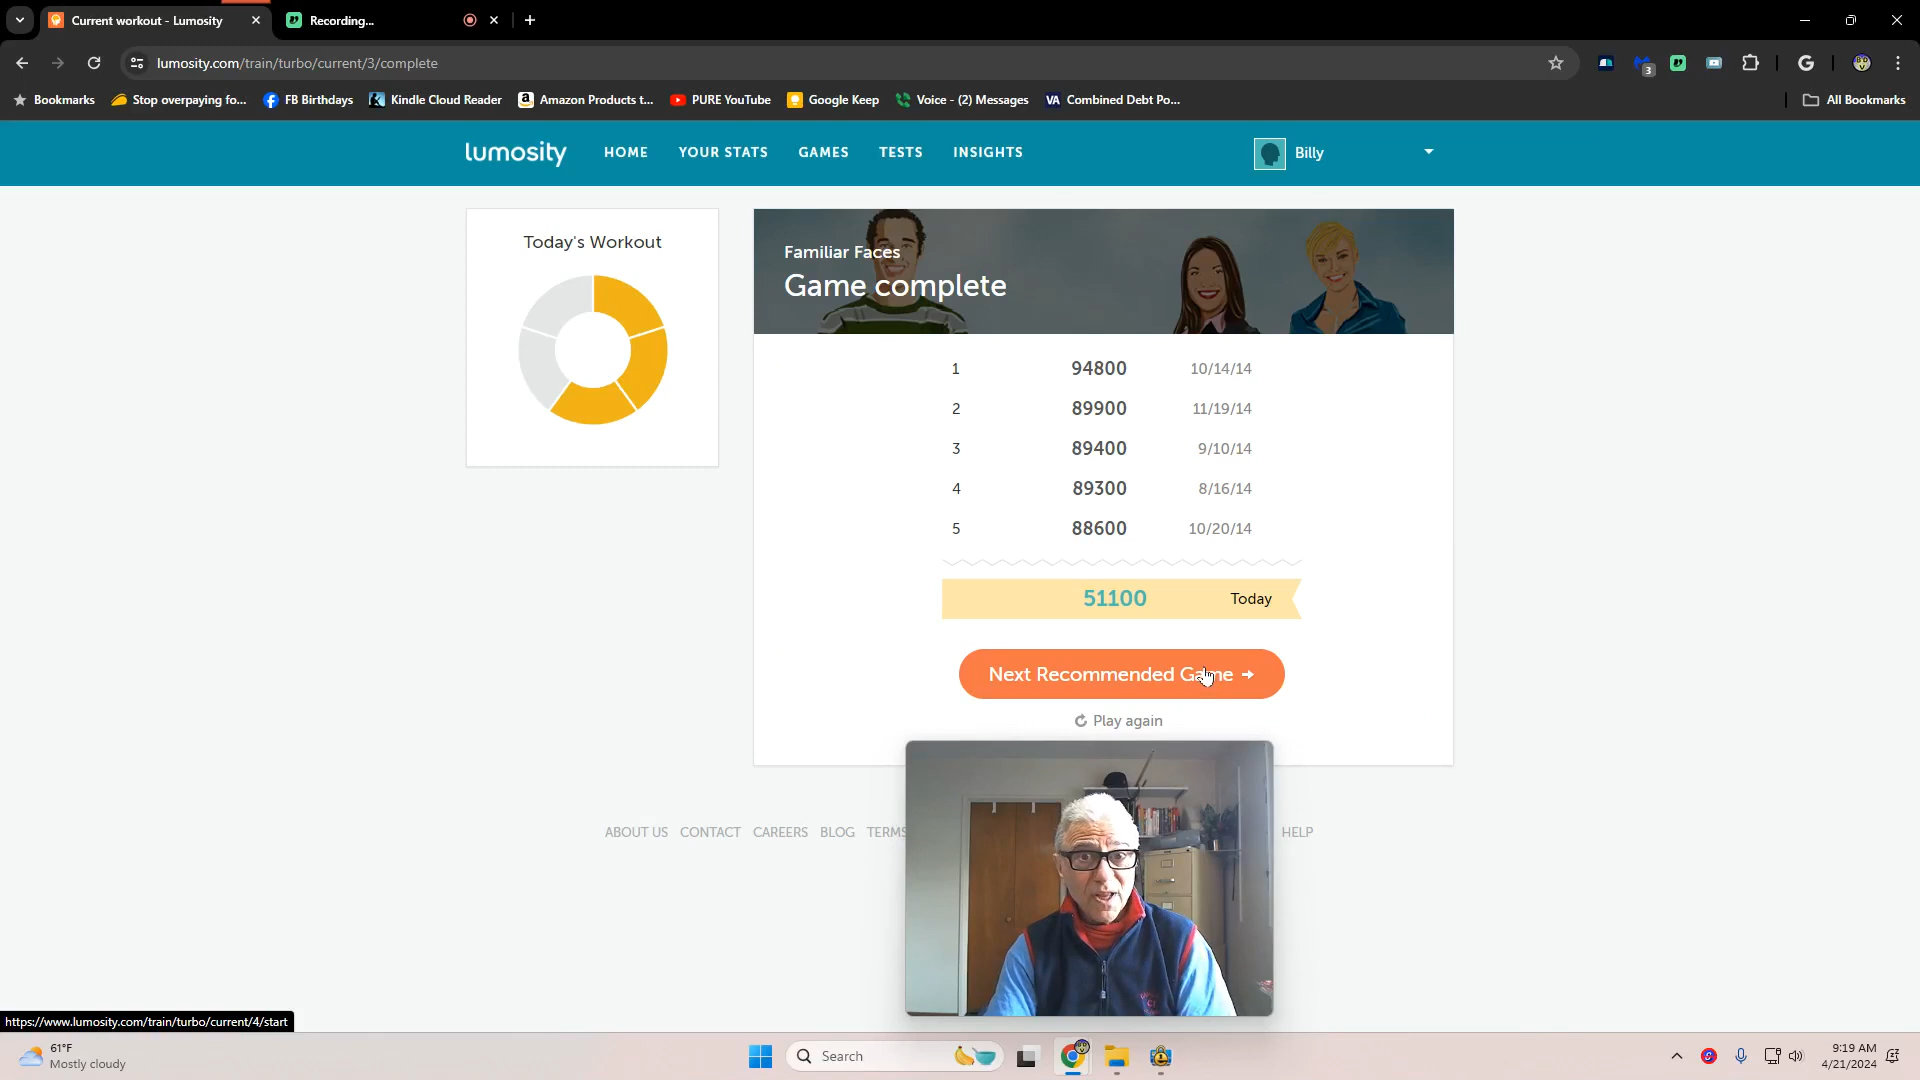 Current workout - Lumosity
Recording...
lumosity.com/train/turbo/current/3/complete
3
Bookmarks
Stop overpaying fo...
FB Birthdays
Kindle Cloud Reader
Amazon Products t...
PURE YouTube
Google Keep
Voice - (2) Messages
VA Combined Debt Po...
All Bookmarks
lumosity
HOME
YOUR STATS
GAMES
TESTS
INSIGHTS
Billy
Today's Workout
Familiar Faces
Game complete
1 94800 10/14/14
2 89900 11/19/14
3 89400 9/10/14
4 89300 8/16/14
5 88600 10/20/14
51100 Today
Next Recommended Game
Play again
ABOUT US CONTACT CAREERS BLOG TERMS HELP
https://www.lumosity.com/train/turbo/current/4/start
61°F
Mostly cloudy
Search
9:19 AM
4/21/2024